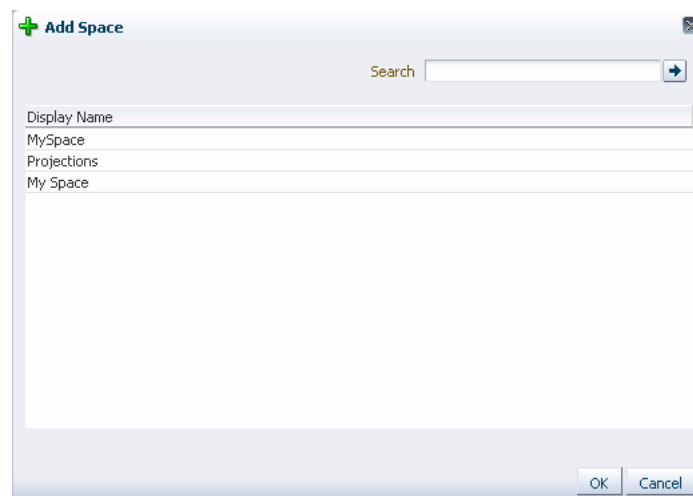 Add Space
Search
Display Name
MySpace
Projections
My Space
OK Cancel